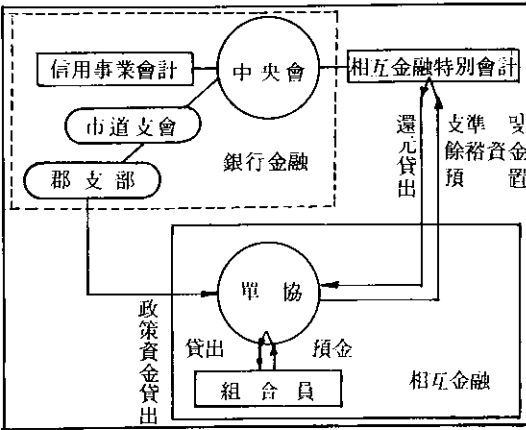 信用事業會計
中央會
相互金融特別會計
市道支會
郡支部
銀行金融
還元貸出
支準 및
餘裕資金
預置
單協
政策資金貸出
貸出
預金
組合員
相互金融